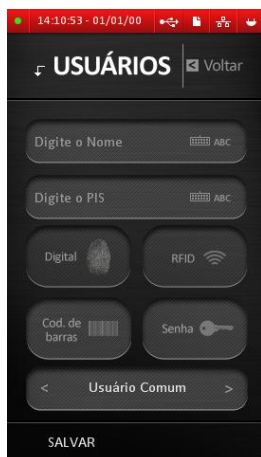 14:10:53 - 01/01/00
USUÁRIOS < Voltar
Digite o Nome ABC
Digite o PIS ABC
Digital RFID
Cod. de barras Senha
< Usuário Comum >
SALVAR